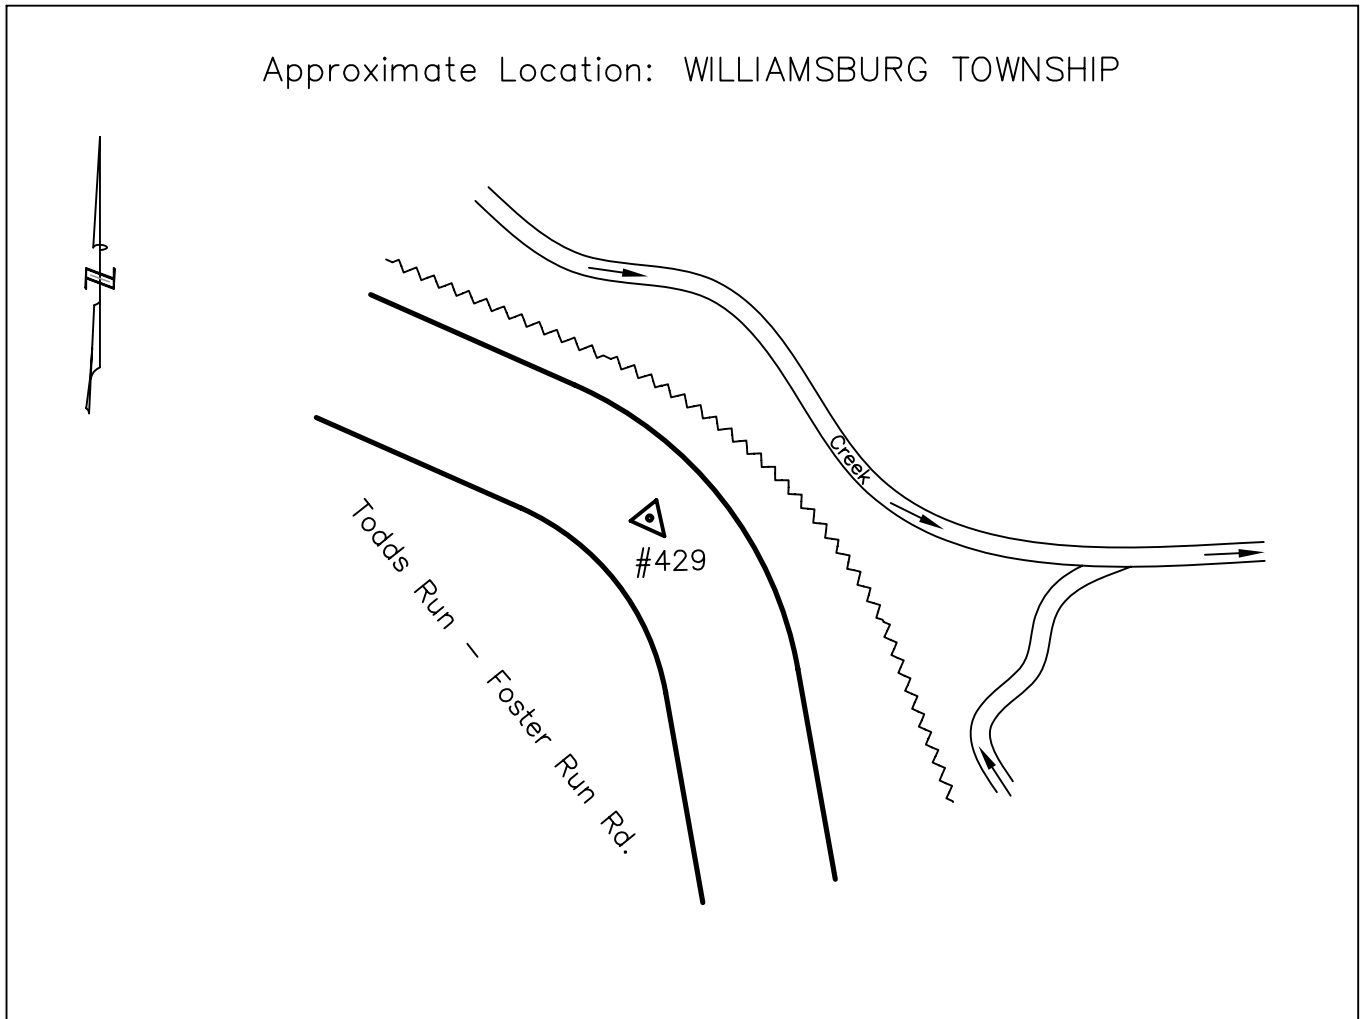 Approximate Location: WILLIAMSBURG TOWNSHIP
N
Creek
#429
Todds Run - Foster Run Rd.